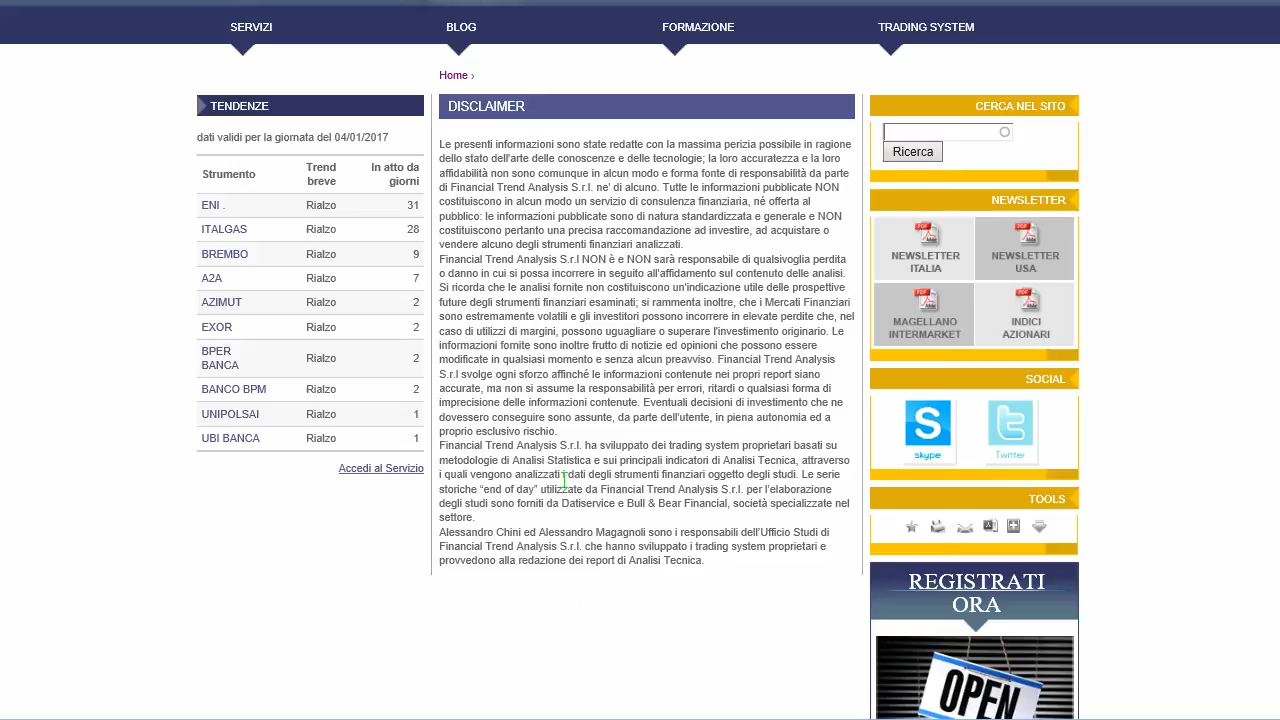 SERVIZI
BLOG
FORMAZIONE
TRADING SYSTEM
Home ›
TENDENZE
dati validi per la giornata del 04/01/2017
Strumento Trend breve In atto da giorni
ENI . Rialzo 31
ITALGAS Rialzo 28
BREMBO Rialzo 9
A2A Rialzo 7
AZIMUT Rialzo 2
EXOR Rialzo 2
BPER BANCA Rialzo 2
BANCO BPM Rialzo 2
UNIPOLSAI Rialzo 1
UBI BANCA Rialzo 1
Accedi al Servizio
DISCLAIMER
Le presenti informazioni sono state redatte con la massima perizia possibile in ragione
dello stato dell'arte delle conoscenze e delle tecnologie; la loro accuratezza e la loro
affidabilità non sono comunque in alcun modo e forma fonte di responsabilità da parte
di Financial Trend Analysis S.r.l. ne' di alcuno. Tutte le informazioni pubblicate NON
costituiscono in alcun modo un servizio di consulenza finanziaria, né offerta al
pubblico: le informazioni pubblicate sono di natura standardizzata e generale e NON
costituiscono pertanto una precisa raccomandazione ad investire, ad acquistare o
vendere alcuno degli strumenti finanziari analizzati.
Financial Trend Analysis S.r.l NON è e NON sarà responsabile di qualsivoglia perdita
o danno in cui si possa incorrere in seguito all'affidamento sul contenuto delle analisi.
Si ricorda che le analisi fornite non costituiscono un'indicazione utile delle prospettive
future degli strumenti finanziari esaminati; si rammenta inoltre, che i Mercati Finanziari
sono estremamente volatili e gli investitori possono incorrere in elevate perdite che, nel
caso di utilizzi di margini, possono uguagliare o superare l'investimento originario. Le
informazioni fornite sono inoltre frutto di notizie ed opinioni che possono essere
modificate in qualsiasi momento e senza alcun preavviso. Financial Trend Analysis
S.r.l svolge ogni sforzo affinché le informazioni contenute nei propri report siano
accurate, ma non si assume la responsabilità per errori, ritardi o qualsiasi forma di
imprecisione delle informazioni contenute. Eventuali decisioni di investimento che ne
dovessero conseguire sono assunte, da parte dell'utente, in piena autonomia ed a
proprio esclusivo rischio.
Financial Trend Analysis S.r.l. ha sviluppato dei trading system proprietari basati su
metodologie di Analisi Statistica e sui principali indicatori di Analisi Tecnica, attraverso
i quali vengono analizzati i dati degli strumenti finanziari oggetto degli studi. Le serie
storiche “end of day” utilizzate da Financial Trend Analysis S.r.l. per l'elaborazione
degli studi sono forniti da Datiservice e Bull & Bear Financial, società specializzate nel
settore.
Alessandro Chini ed Alessandro Magagnoli sono i responsabili dell'Ufficio Studi di
Financial Trend Analysis S.r.l. che hanno sviluppato i trading system proprietari e
provvedono alla redazione dei report di Analisi Tecnica.
CERCA NEL SITO
Ricerca
NEWSLETTER
PDF
NEWSLETTER
ITALIA
PDF
NEWSLETTER
USA
PDF
MAGELLANO
INTERMARKET
PDF
INDICI
AZIONARI
SOCIAL
skype
Twitter
TOOLS
REGISTRATI
ORA
OPEN